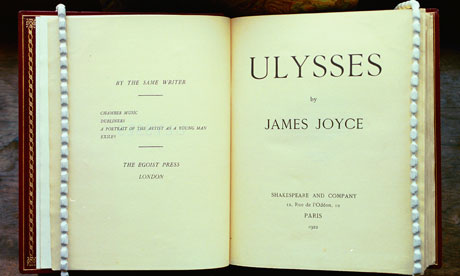 BY THE SAME WRITER
CHAMBER MUSIC
DUBLINERS
A PORTRAIT OF THE ARTIST AS A YOUNG MAN
EXILES
THE EGOIST PRESS
LONDON
ULYSSES
by
JAMES JOYCE
SHAKESPEARE AND COMPANY
12, Rue de l'Odéon, 12
PARIS
1922